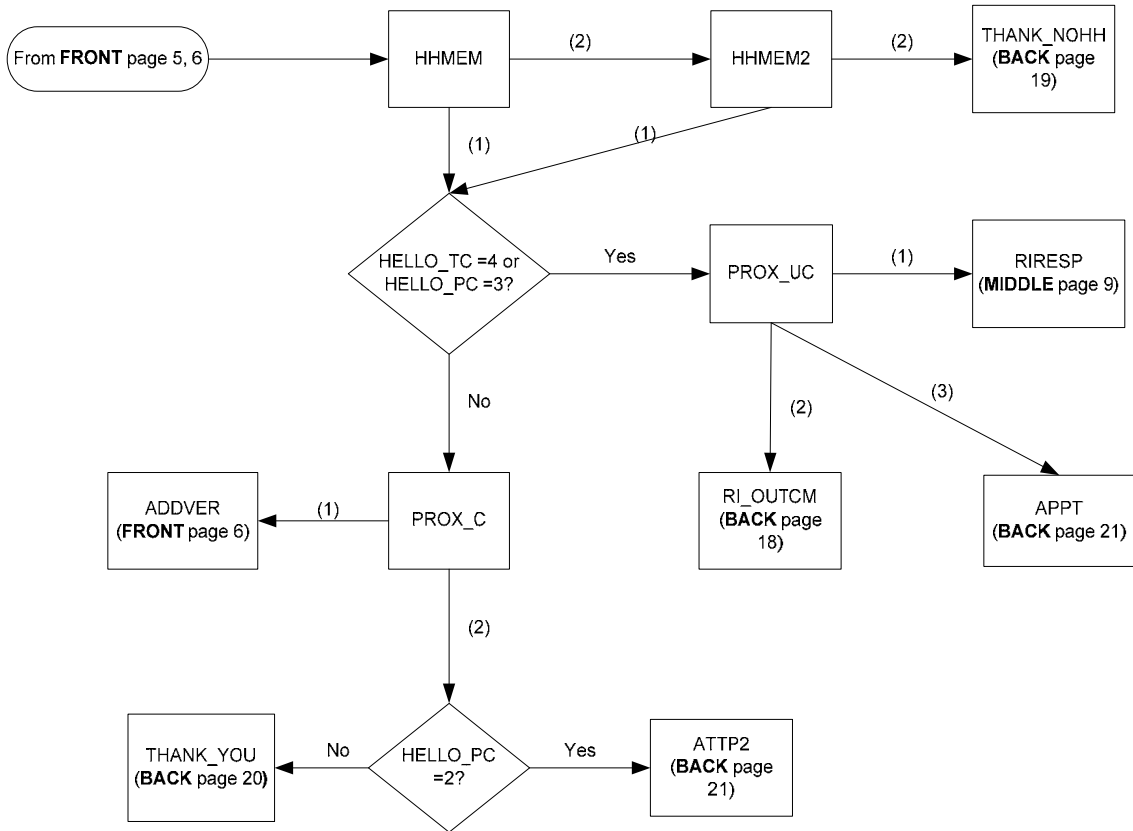 From FRONT page 5, 6
HHMEM
(2)
HHMEM2
(2)
THANK_NOHH
(BACK page
19)
(1)
(1)
HELLO_TC =4 or
HELLO_PC =3?
Yes
PROX_UC
(1)
RIRESP
(MIDDLE page 9)
No
(2)
(3)
ADDVER
(FRONT page 6)
(1)
PROX_C
RI_OUTCM
(BACK page
18)
APPT
(BACK page 21)
(2)
THANK_YOU
(BACK page 20)
No
HELLO_PC
=2?
Yes
ATTP2
(BACK page
21)